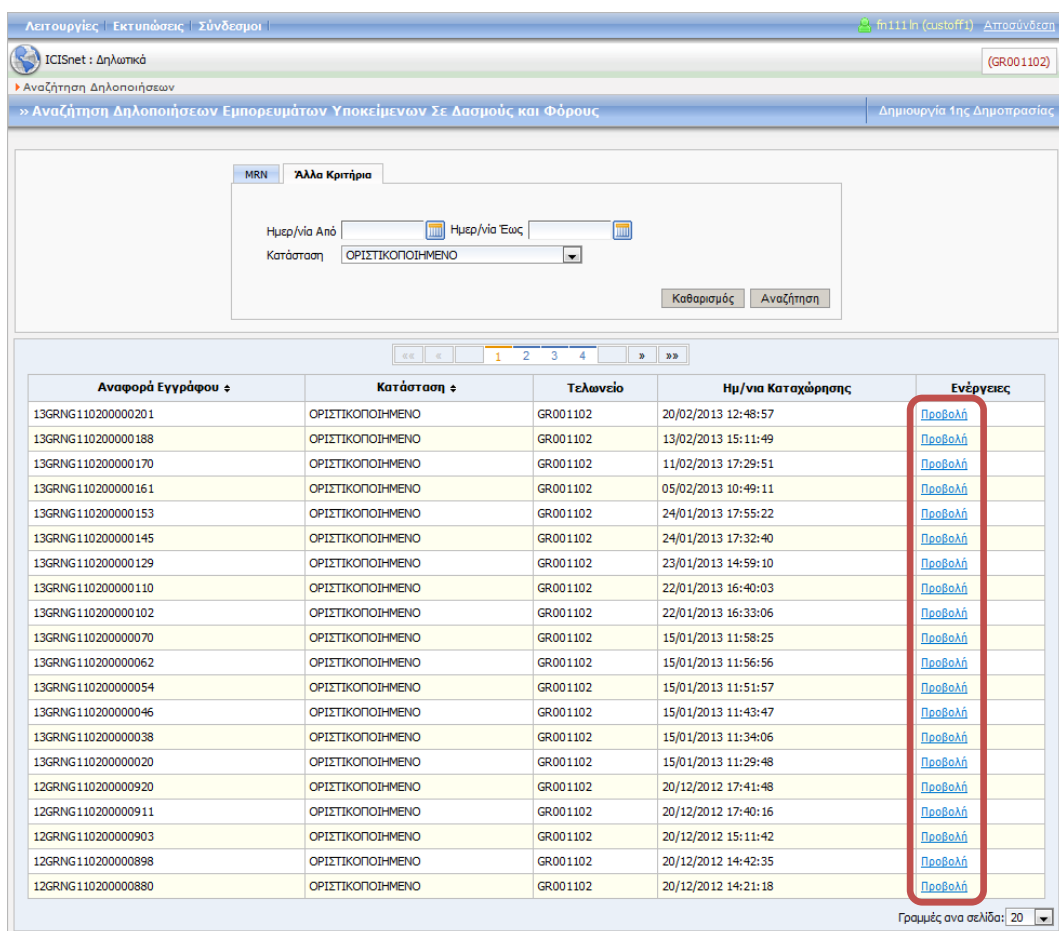 Λειτουργίες | Εκτυπώσεις | Σύνδεσμοι | fn111 ln (custoff1) Αποσύνδεση
ICISnet : Δηλωτικά (GR001102)
Αναζήτηση Δηλοποιήσεων
» Αναζήτηση Δηλοποιήσεων Εμπορευμάτων Υποκείμενων Σε Δασμούς και Φόρους Δημιουργία 1ης Δημοπρασίας
MRN Άλλα Κριτήρια
Ημερ/νία Από Ημερ/νία Έως
Κατάσταση ΟΡΙΣΤΙΚΟΠΟΙΗΜΕΝΟ
Καθαρισμός Αναζήτηση
«« « 1 2 3 4 » »»
Αναφορά Εγγράφου Κατάσταση Τελωνείο Ημ/νια Καταχώρησης Ενέργειες
13GRNG110200000201 ΟΡΙΣΤΙΚΟΠΟΙΗΜΕΝΟ GR001102 20/02/2013 12:48:57 Προβολή
13GRNG110200000188 ΟΡΙΣΤΙΚΟΠΟΙΗΜΕΝΟ GR001102 13/02/2013 15:11:49 Προβολή
13GRNG110200000170 ΟΡΙΣΤΙΚΟΠΟΙΗΜΕΝΟ GR001102 11/02/2013 17:29:51 Προβολή
13GRNG110200000161 ΟΡΙΣΤΙΚΟΠΟΙΗΜΕΝΟ GR001102 05/02/2013 10:49:11 Προβολή
13GRNG110200000153 ΟΡΙΣΤΙΚΟΠΟΙΗΜΕΝΟ GR001102 24/01/2013 17:55:22 Προβολή
13GRNG110200000145 ΟΡΙΣΤΙΚΟΠΟΙΗΜΕΝΟ GR001102 24/01/2013 17:32:40 Προβολή
13GRNG110200000129 ΟΡΙΣΤΙΚΟΠΟΙΗΜΕΝΟ GR001102 23/01/2013 14:59:10 Προβολή
13GRNG110200000110 ΟΡΙΣΤΙΚΟΠΟΙΗΜΕΝΟ GR001102 22/01/2013 16:40:03 Προβολή
13GRNG110200000102 ΟΡΙΣΤΙΚΟΠΟΙΗΜΕΝΟ GR001102 22/01/2013 16:33:06 Προβολή
13GRNG110200000070 ΟΡΙΣΤΙΚΟΠΟΙΗΜΕΝΟ GR001102 15/01/2013 11:58:25 Προβολή
13GRNG110200000062 ΟΡΙΣΤΙΚΟΠΟΙΗΜΕΝΟ GR001102 15/01/2013 11:56:56 Προβολή
13GRNG110200000054 ΟΡΙΣΤΙΚΟΠΟΙΗΜΕΝΟ GR001102 15/01/2013 11:51:57 Προβολή
13GRNG110200000046 ΟΡΙΣΤΙΚΟΠΟΙΗΜΕΝΟ GR001102 15/01/2013 11:43:47 Προβολή
13GRNG110200000038 ΟΡΙΣΤΙΚΟΠΟΙΗΜΕΝΟ GR001102 15/01/2013 11:34:06 Προβολή
13GRNG110200000020 ΟΡΙΣΤΙΚΟΠΟΙΗΜΕΝΟ GR001102 15/01/2013 11:29:48 Προβολή
12GRNG110200000920 ΟΡΙΣΤΙΚΟΠΟΙΗΜΕΝΟ GR001102 20/12/2012 17:41:48 Προβολή
12GRNG110200000911 ΟΡΙΣΤΙΚΟΠΟΙΗΜΕΝΟ GR001102 20/12/2012 17:40:16 Προβολή
12GRNG110200000903 ΟΡΙΣΤΙΚΟΠΟΙΗΜΕΝΟ GR001102 20/12/2012 15:11:42 Προβολή
12GRNG110200000898 ΟΡΙΣΤΙΚΟΠΟΙΗΜΕΝΟ GR001102 20/12/2012 14:42:35 Προβολή
12GRNG110200000880 ΟΡΙΣΤΙΚΟΠΟΙΗΜΕΝΟ GR001102 20/12/2012 14:21:18 Προβολή
Γραμμές ανα σελίδα: 20